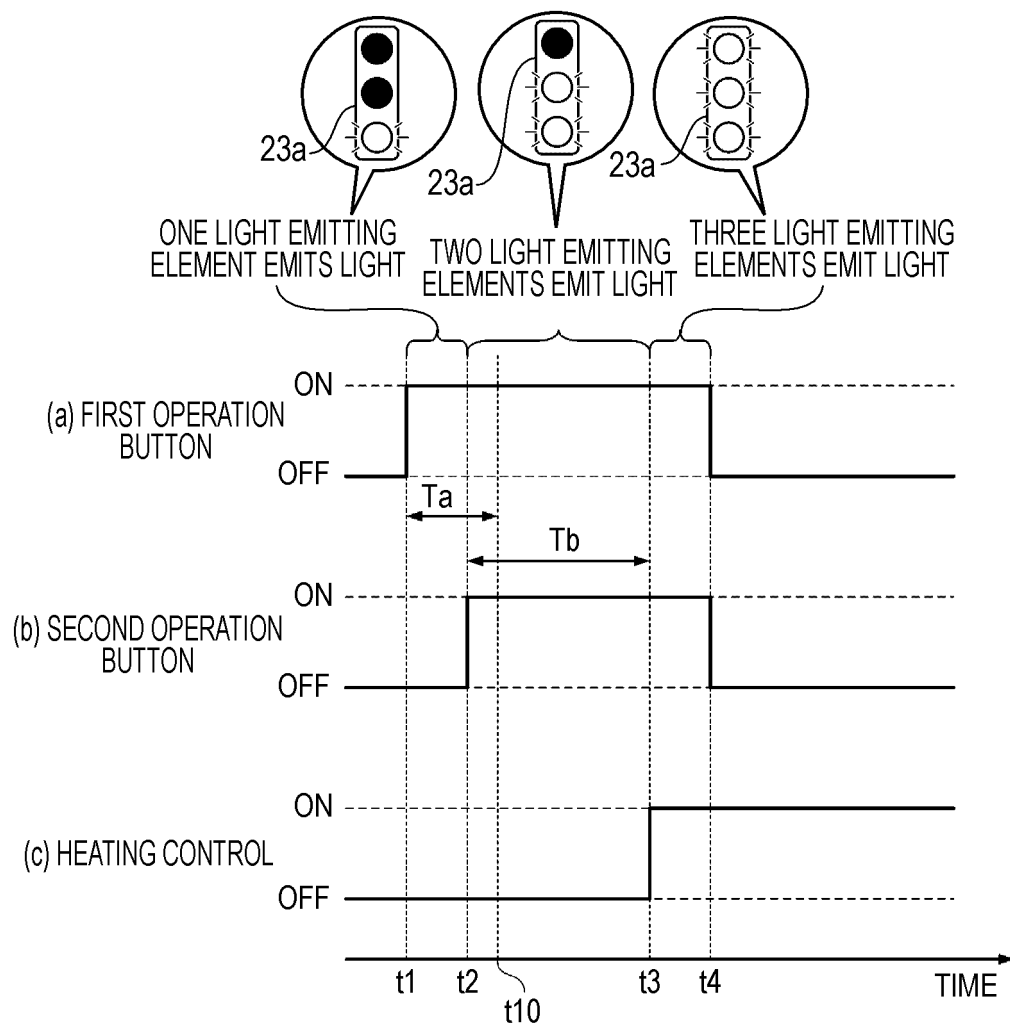 23a
23a
23a
ONE LIGHT EMITTING
ELEMENT EMITS LIGHT
TWO LIGHT EMITTING
ELEMENTS EMIT LIGHT
THREE LIGHT EMITTING
ELEMENTS EMIT LIGHT
ON
(a) FIRST OPERATION
BUTTON
OFF
Ta
Tb
ON
(b) SECOND OPERATION
BUTTON
OFF
ON
(c) HEATING CONTROL
OFF
t1
t2
t10
t3
t4
TIME